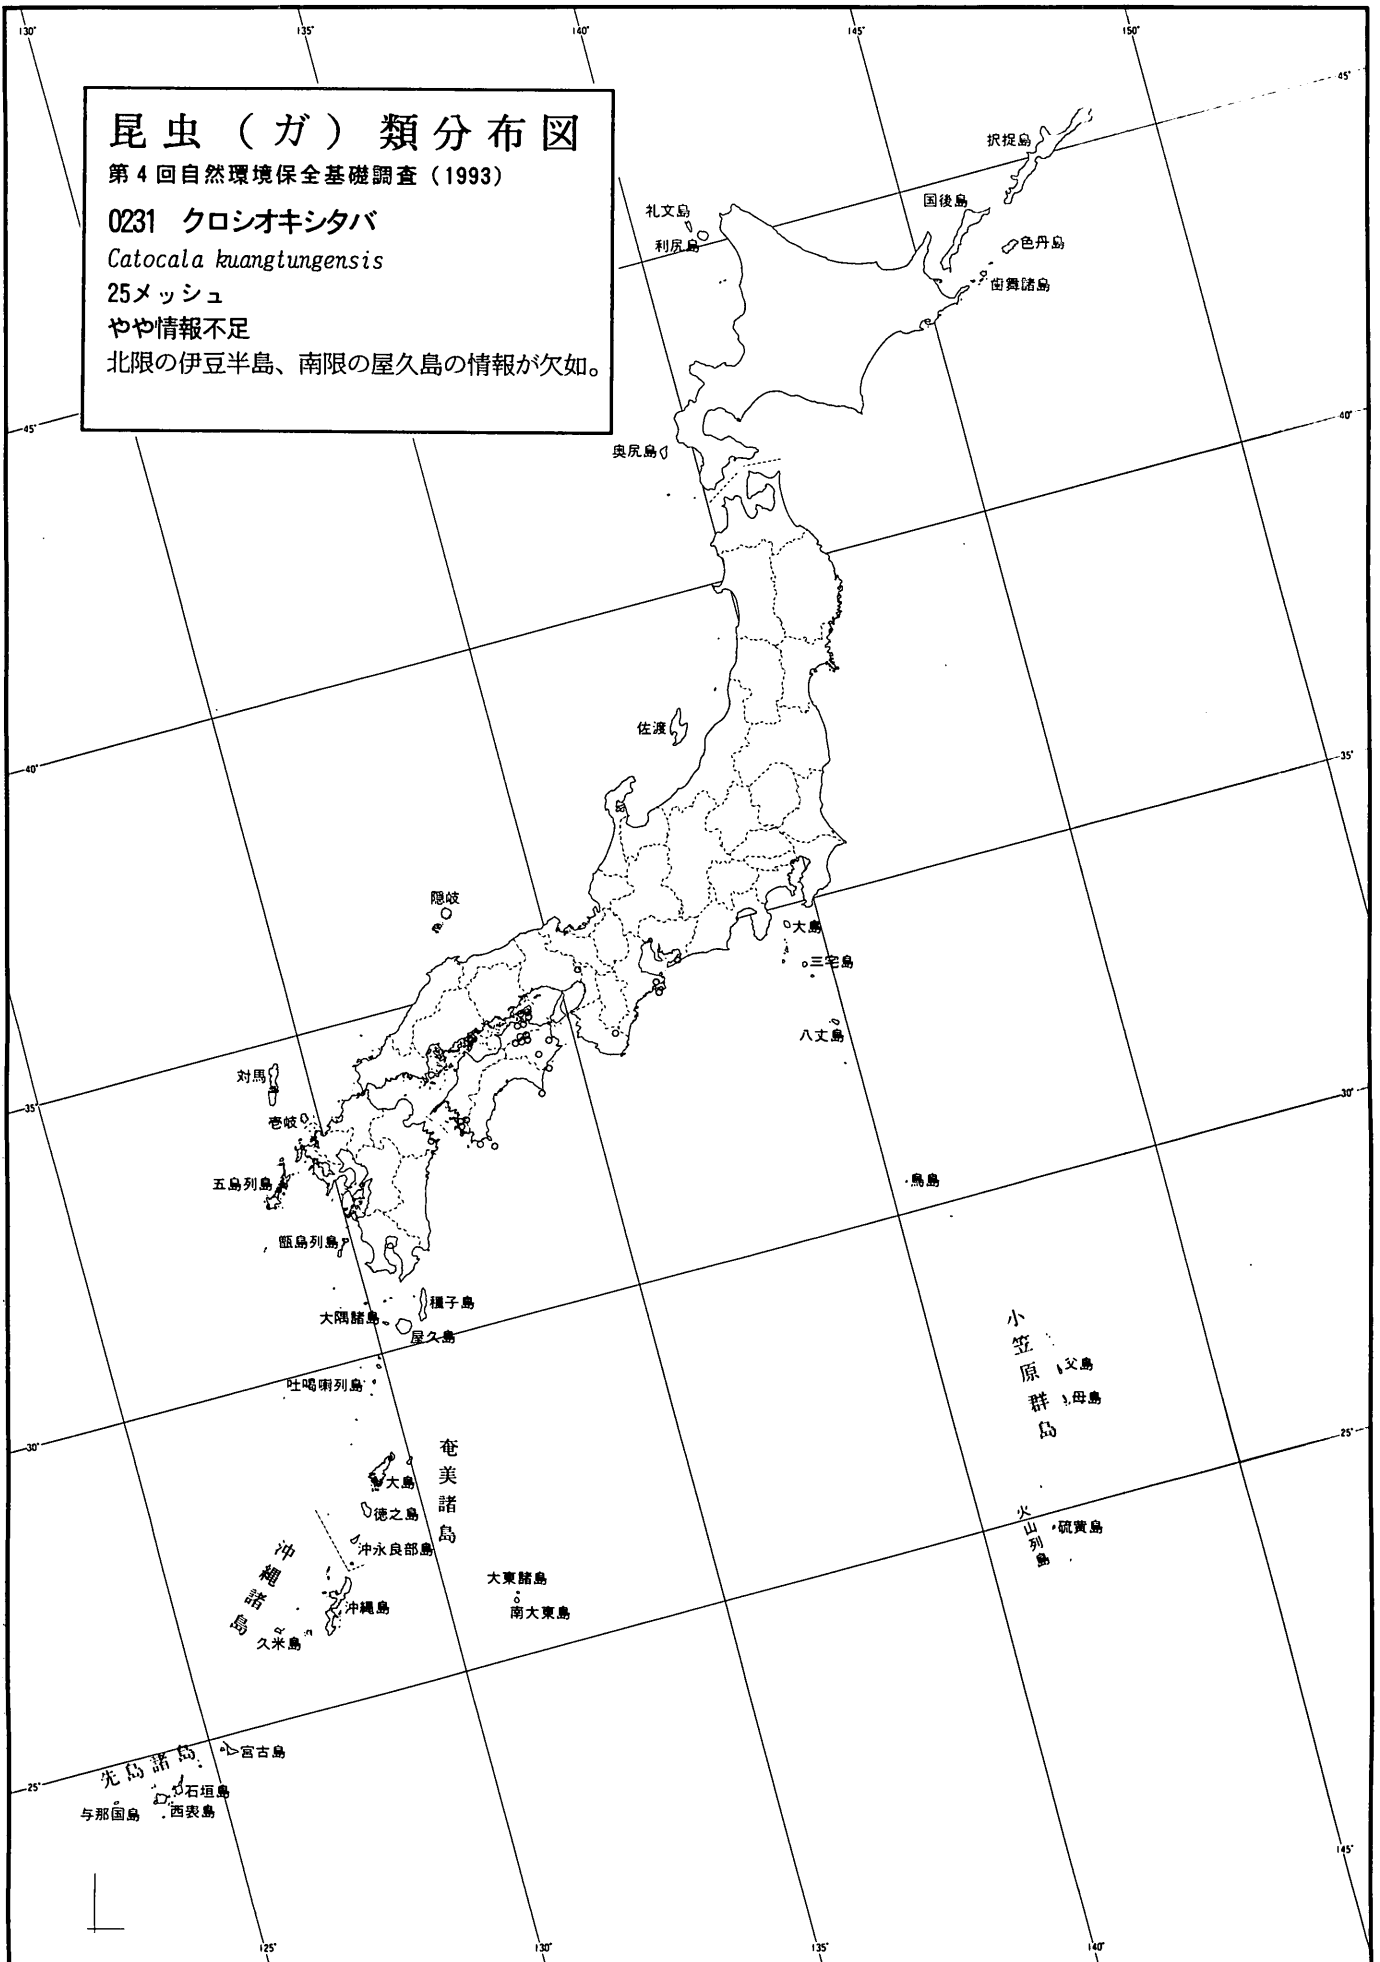 130°
135°
140°
145°
150°
45°
昆虫（ガ）類分布図
第4回自然環境保全基礎調査（1993）
0231 クロシオキシタバ
Catocala kuangtungensis
25メッシュ
やや情報不足
北限の伊豆半島、南限の屋久島の情報が欠如。
択捉島
国後島
色丹島
歯舞諸島
礼文島
利尻島
45°
40°
奥尻島
佐渡
40°
35°
隠岐
大島
三宅島
八丈島
対馬
35°
壱岐
30°
五島列島
鳥島
甑島列島
種子島
大隅諸島
屋久島
小笠原群島
父島
母島
吐喝喇列島
30°
25°
奄美諸島
大島
徳之島
沖永良部島
火山列島
硫黄島
沖縄諸島
沖縄島
久米島
大東諸島
南大東島
先島諸島
宮古島
25°
石垣島
西表島
与那国島
145°
125°
130°
135°
140°